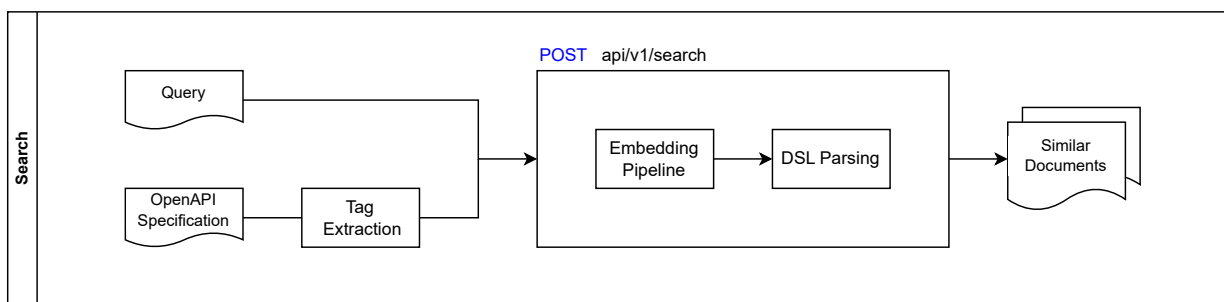 Search
POST api/v1/search
Query
OpenAPI
Specification
Tag
Extraction
Embedding
Pipeline
DSL Parsing
Similar
Documents